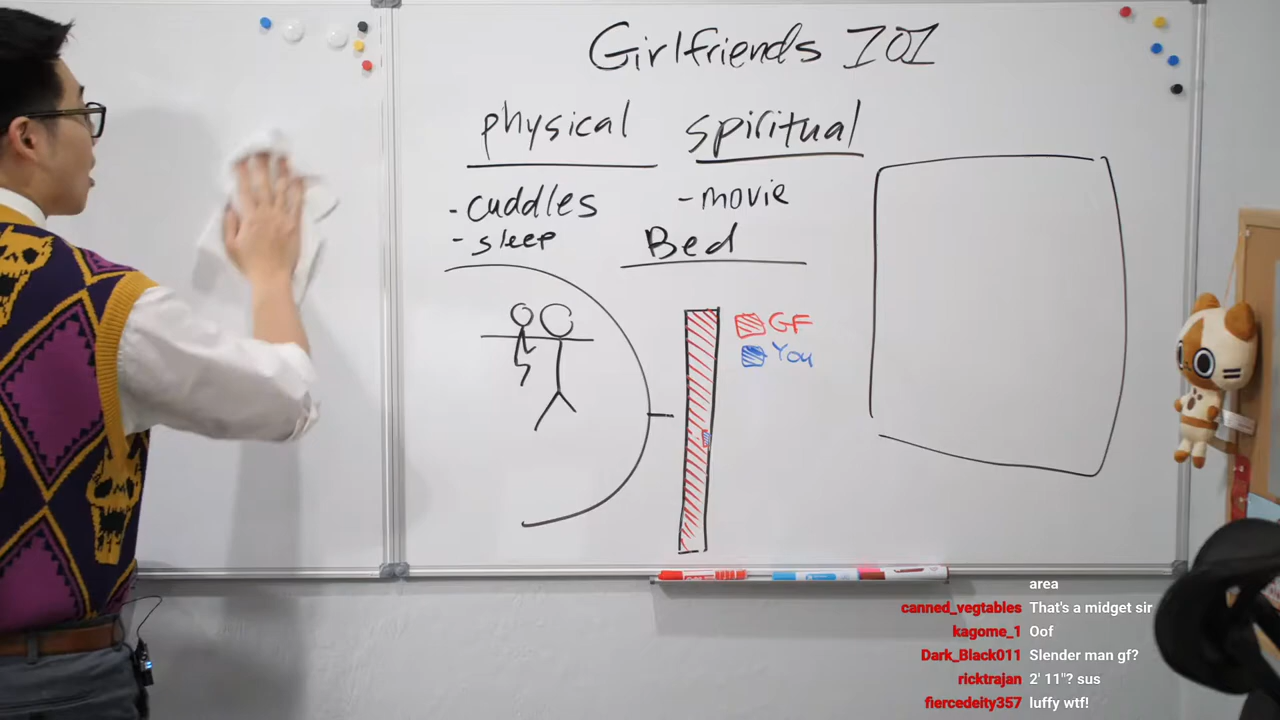 Girlfriends 101
physical
spiritual
- cuddles
- sleep
- movie
Bed
GF
You
area
canned_vegtables That's a midget sir
kagome_1 Oof
Dark_Black011 Slender man gf?
ricktrajan 2' 11"? sus
fiercedeity357 luffy wtf!